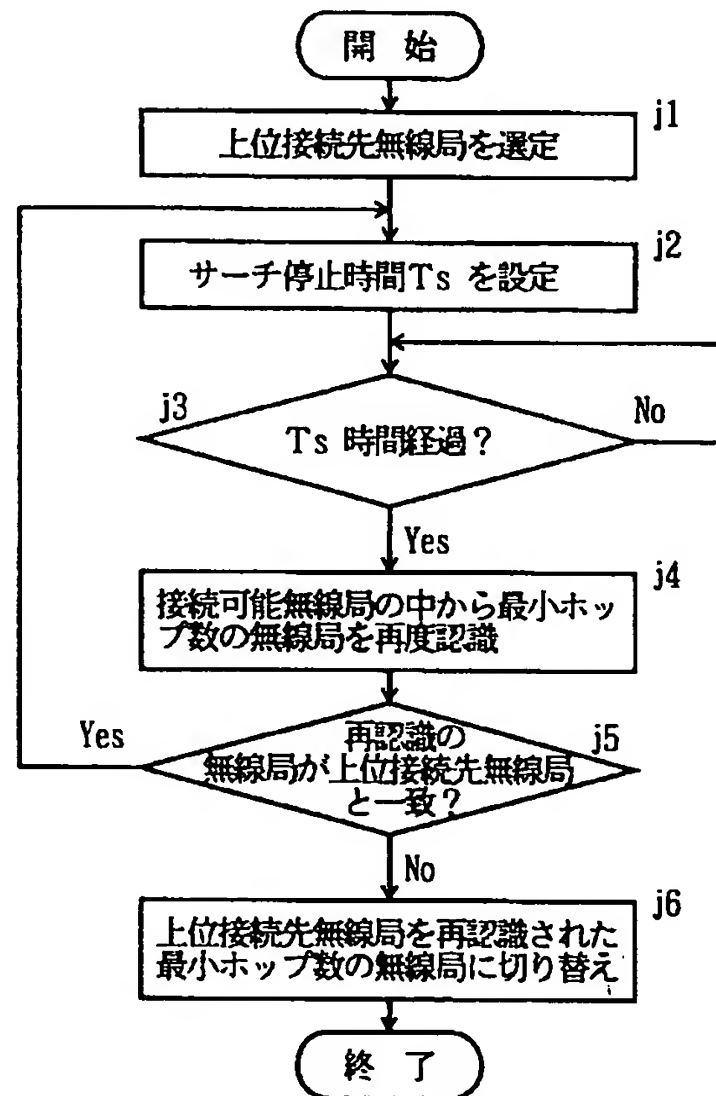 開 始
j1
上位接続先無線局を選定
j2
サーチ停止時間Ts を設定
j3
Ts 時間経過？
No
Yes
j4
接続可能無線局の中から最小ホッ
プ数の無線局を再度認識
Yes
再認識の
j5
無線局が上位接続先無線局
と一致？
No
j6
上位接続先無線局を再認識された
最小ホップ数の無線局に切り替え
終 了